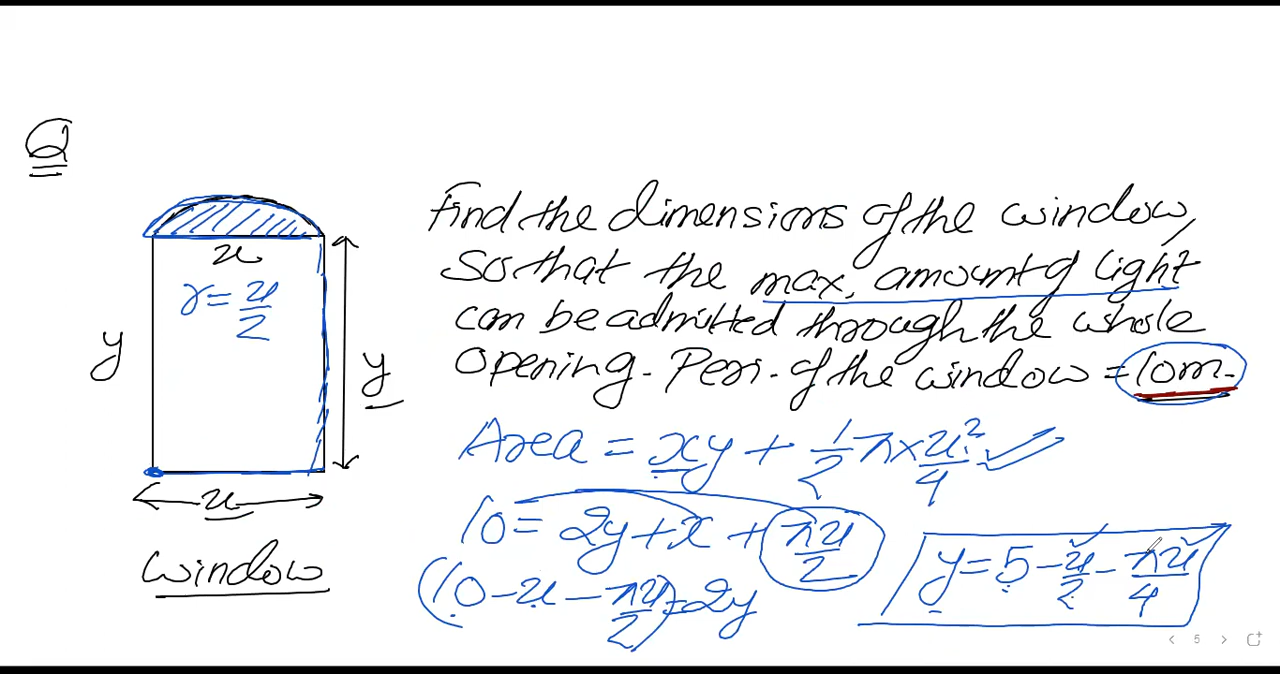 Q
x
r = x/2
y
y
x
window
Find the dimensions of the window,
so that the max. amount of light
can be admitted through the whole
opening. Peri. of the window = 10m.
Area = xy + 1/2 π × x²/4 ✓
10 = 2y + x + πx/2
(10 - x - πx/2) = 2y
y = 5 - x/2 - πx/4
5